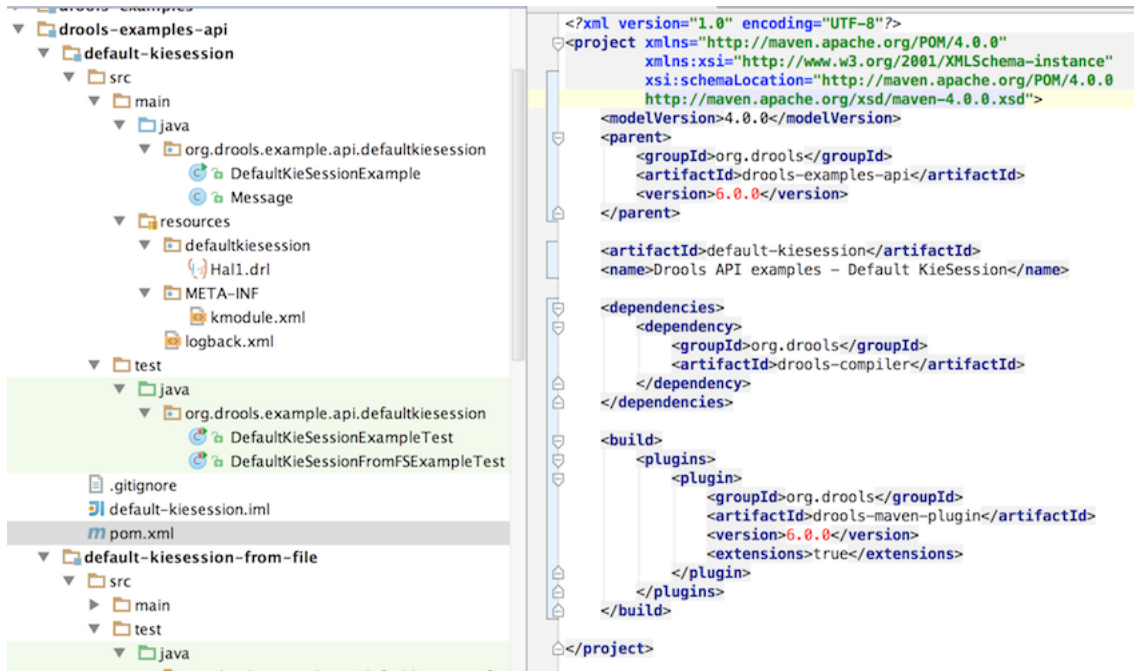 drools-examples
drools-examples-api
default-kiesession
src
main
java
org.drools.example.api.defaultkiesession
DefaultKieSessionExample
Message
resources
defaultkiesession
Hal1.drl
META-INF
kmodule.xml
logback.xml
test
java
org.drools.example.api.defaultkiesession
DefaultKieSessionExampleTest
DefaultKieSessionFromFSExampleTest
.gitignore
default-kiesession.iml
pom.xml
default-kiesession-from-file
src
main
test
java
<?xml version="1.0" encoding="UTF-8"?>
<project xmlns="http://maven.apache.org/POM/4.0.0"
xmlns:xsi="http://www.w3.org/2001/XMLSchema-instance"
xsi:schemaLocation="http://maven.apache.org/POM/4.0.0
http://maven.apache.org/xsd/maven-4.0.0.xsd">
<modelVersion>4.0.0</modelVersion>
<parent>
<groupId>org.drools</groupId>
<artifactId>drools-examples-api</artifactId>
<version>6.0.0</version>
</parent>
<artifactId>default-kiesession</artifactId>
<name>Drools API examples - Default KieSession</name>
<dependencies>
<dependency>
<groupId>org.drools</groupId>
<artifactId>drools-compiler</artifactId>
</dependency>
</dependencies>
<build>
<plugins>
<plugin>
<groupId>org.drools</groupId>
<artifactId>drools-maven-plugin</artifactId>
<version>6.0.0</version>
<extensions>true</extensions>
</plugin>
</plugins>
</build>
</project>